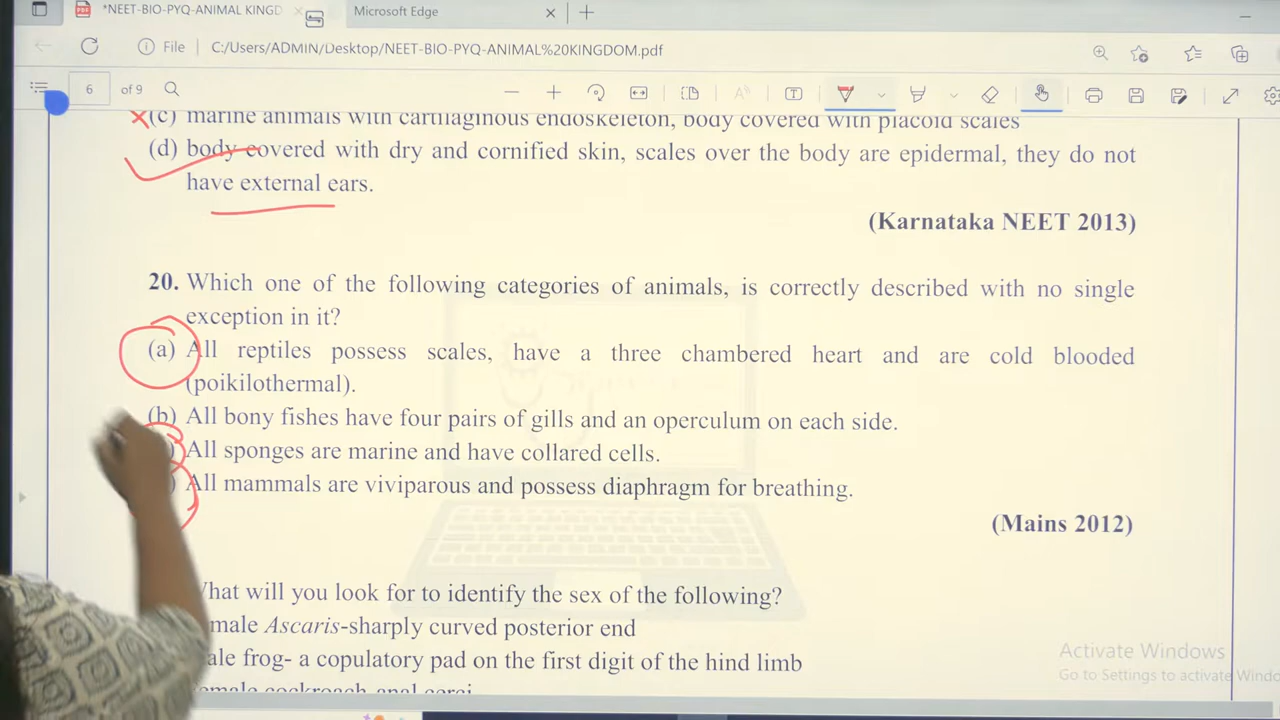 *NEET-BIO-PYQ-ANIMAL KINGD
Microsoft Edge
File C:/Users/ADMIN/Desktop/NEET-BIO-PYQ-ANIMAL%20KINGDOM.pdf
6 of 9
(c) marine animals with cartilaginous endoskeleton, body covered with placoid scales
(d) body covered with dry and cornified skin, scales over the body are epidermal, they do not
have external ears.
(Karnataka NEET 2013)
20. Which one of the following categories of animals, is correctly described with no single
exception in it?
(a) All reptiles possess scales, have a three chambered heart and are cold blooded
(poikilothermal).
(b) All bony fishes have four pairs of gills and an operculum on each side.
All sponges are marine and have collared cells.
All mammals are viviparous and possess diaphragm for breathing.
(Mains 2012)
What will you look for to identify the sex of the following?
male Ascaris-sharply curved posterior end
ale frog- a copulatory pad on the first digit of the hind limb
Activate Windows
Go to Settings to activate Windo